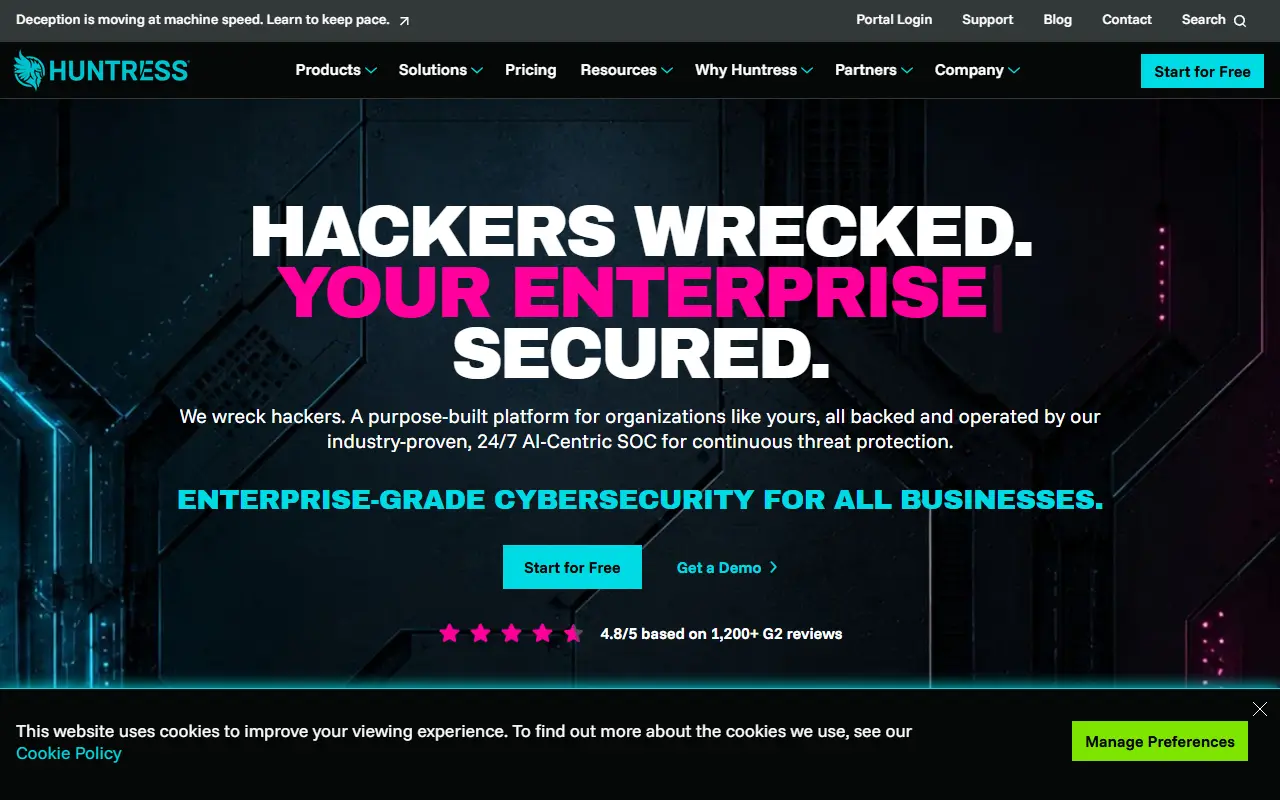 Deception is moving at machine speed. Learn to keep pace.
Portal Login Support Blog Contact Search
HUNTRESS
Products Solutions Pricing Resources Why Huntress Partners Company Start for Free
HACKERS WRECKED.
YOUR ENTERPRISE
SECURED.
We wreck hackers. A purpose-built platform for organizations like yours, all backed and operated by our
industry-proven, 24/7 AI-Centric SOC for continuous threat protection.
ENTERPRISE-GRADE CYBERSECURITY FOR ALL BUSINESSES.
Start for Free Get a Demo
4.8/5 based on 1,200+ G2 reviews
This website uses cookies to improve your viewing experience. To find out more about the cookies we use, see our
Cookie Policy
Manage Preferences